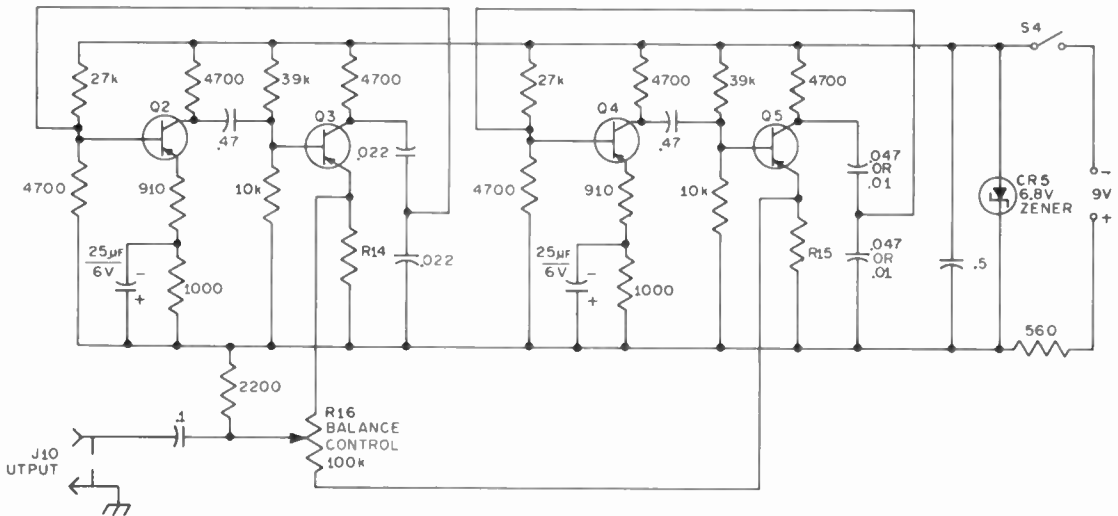 S4
27k
4700
39k
4700
Q2
Q3
.47
.022
4700
910
10k
25µF
6V
-
+
1000
R14
.022
27k
4700
39k
4700
Q4
Q5
.47
.047
OR
.01
4700
910
10k
25µF
6V
-
+
1000
R15
.047
OR
.01
CR5
6.8V
ZENER
-
9V
+
.5
560
2200
.1
R16
BALANCE
CONTROL
100k
J10
UTPUT